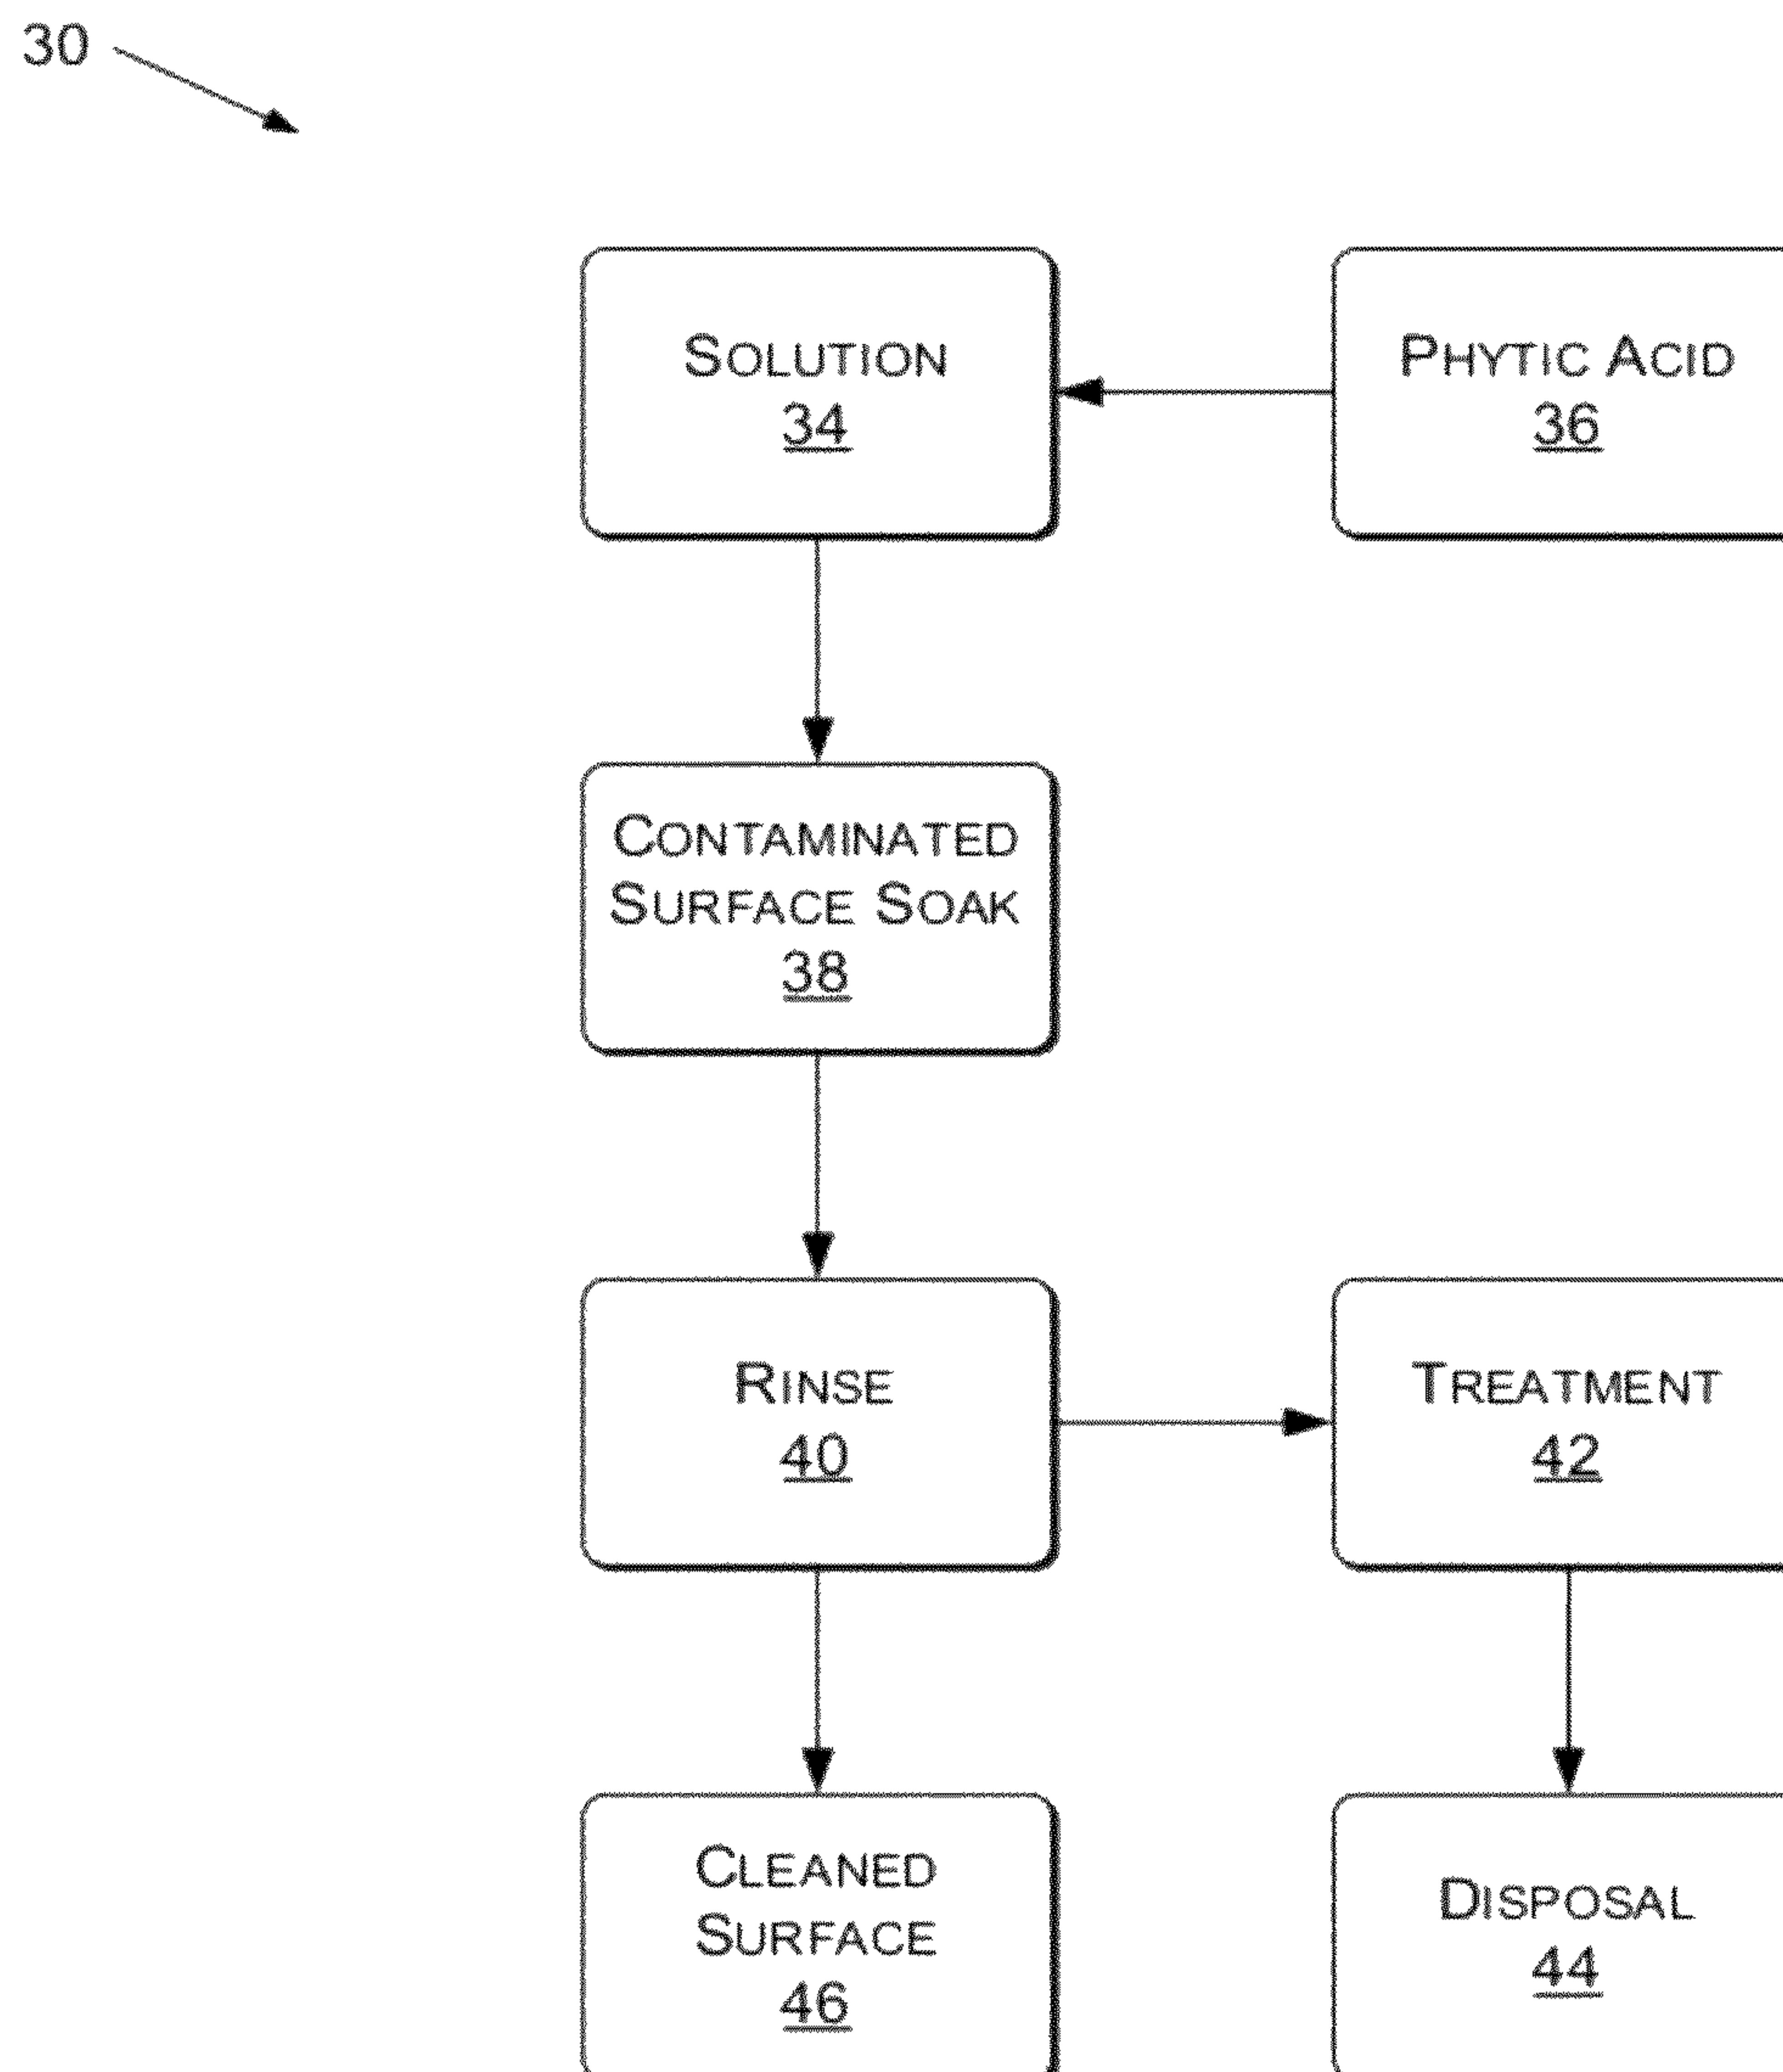 30
SOLUTION
34
PHYTIC ACID
36
CONTAMINATED
SURFACE SOAK
38
RINSE
40
TREATMENT
42
CLEANED
SURFACE
46
DISPOSAL
44